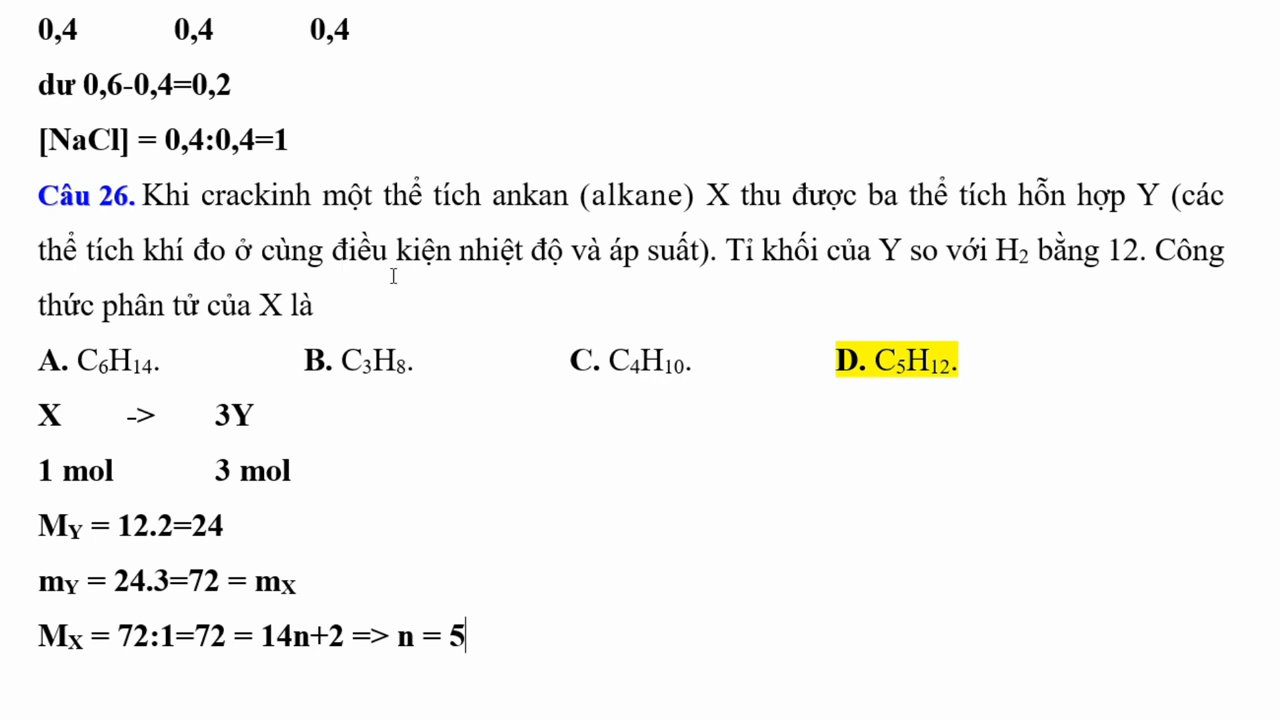 0,4 0,4 0,4
dư 0,6-0,4=0,2
[NaCl] = 0,4:0,4=1
Câu 26. Khi crackinh một thể tích ankan (alkane) X thu được ba thể tích hỗn hợp Y (các
thể tích khí đo ở cùng điều kiện nhiệt độ và áp suất). Tỉ khối của Y so với H₂ bằng 12. Công
thức phân tử của X là
A. C₆H₁₄. B. C₃H₈. C. C₄H₁₀. D. C₅H₁₂.
X -> 3Y
1 mol 3 mol
M_Y = 12.2=24
m_Y = 24.3=72 = m_X
M_X = 72:1=72 = 14n+2 => n = 5